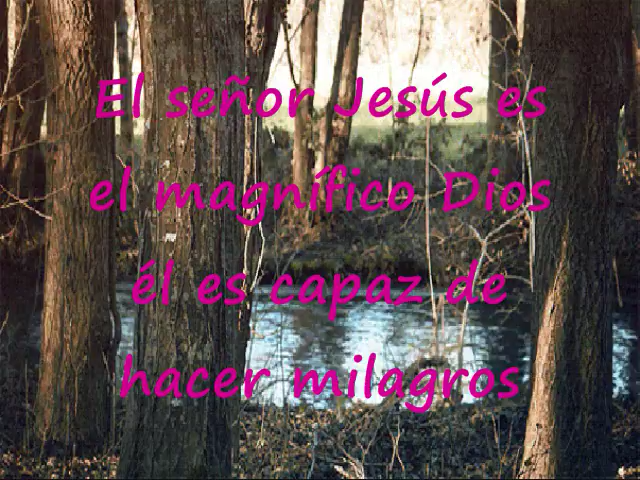 El señor Jesús es
el magnífico Dios
él es capaz de
hacer milagros